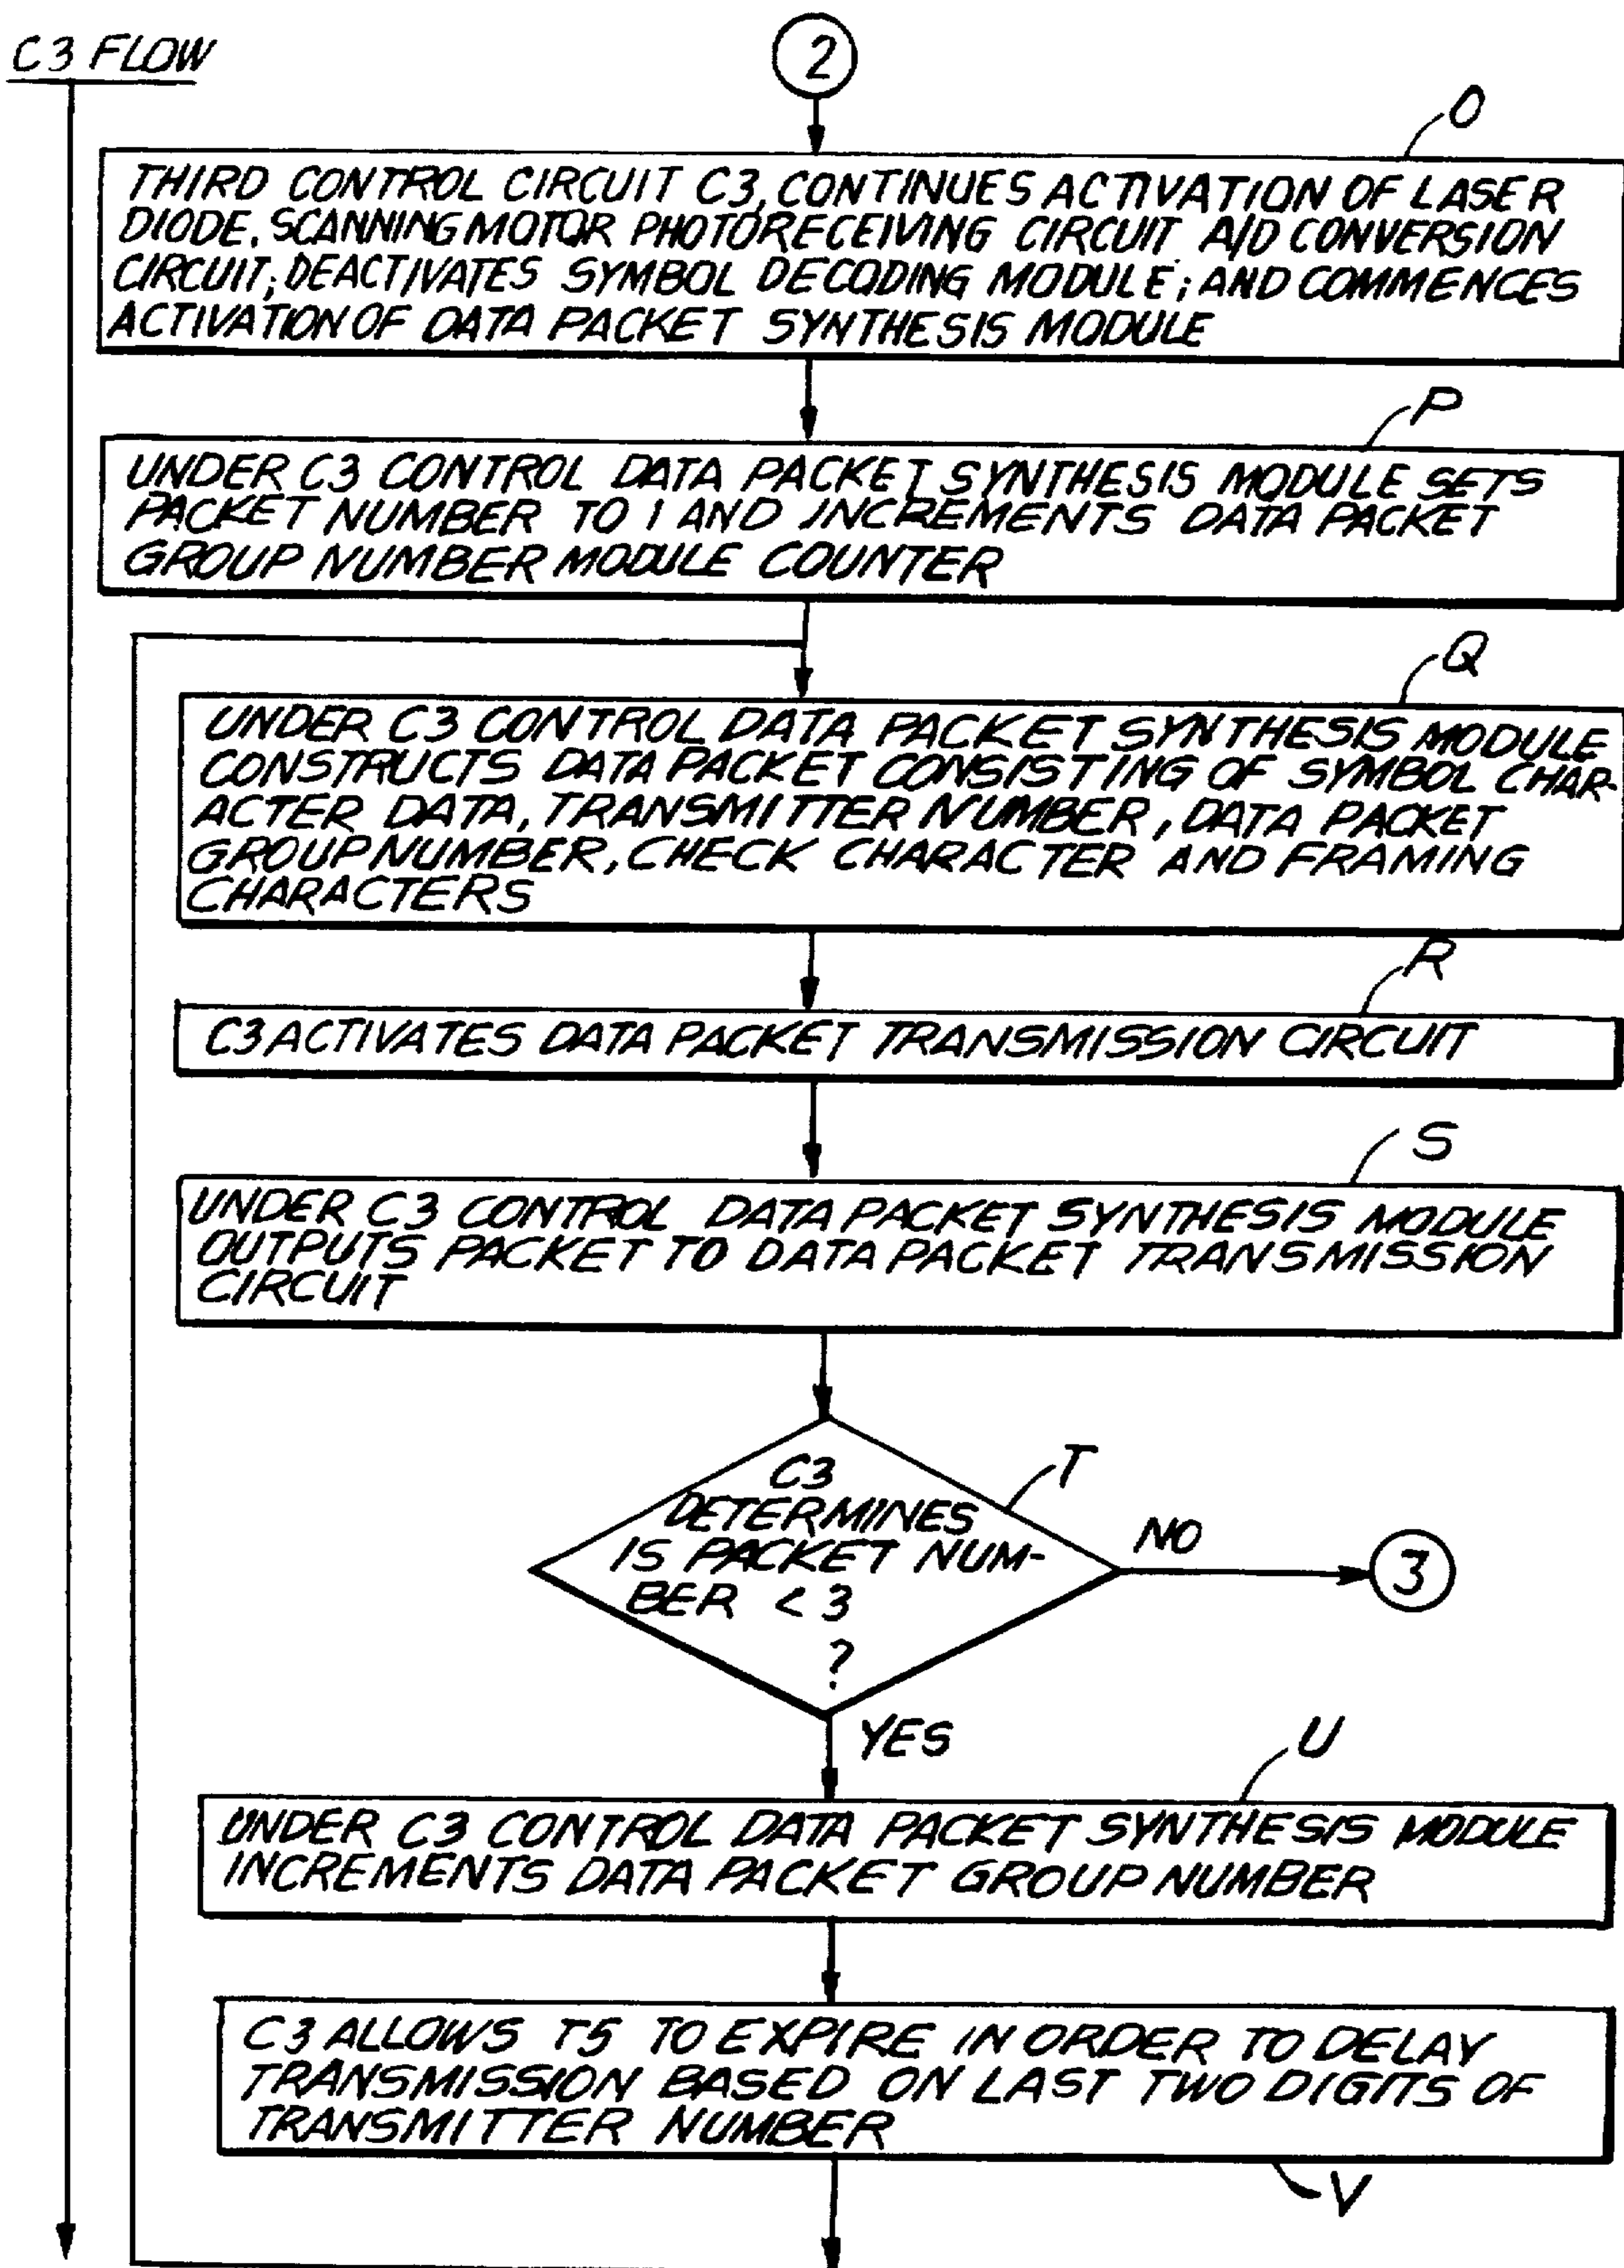 C3 FLOW
2
O
THIRD CONTROL CIRCUIT C3, CONTINUES ACTIVATION OF LASER
DIODE, SCANNING MOTOR PHOTORECEIVING CIRCUIT A/D CONVERSION
CIRCUIT; DEACTIVATES SYMBOL DECODING MODULE; AND COMMENCES
ACTIVATION OF DATA PACKET SYNTHESIS MODULE
P
UNDER C3 CONTROL DATA PACKET SYNTHESIS MODULE SETS
PACKET NUMBER TO 1 AND INCREMENTS DATA PACKET
GROUP NUMBER MODULE COUNTER
Q
UNDER C3 CONTROL DATA PACKET SYNTHESIS MODULE
CONSTRUCTS DATA PACKET CONSISTING OF SYMBOL CHAR-
ACTER DATA, TRANSMITTER NUMBER, DATA PACKET
GROUP NUMBER, CHECK CHARACTER AND FRAMING
CHARACTERS
R
C3 ACTIVATES DATA PACKET TRANSMISSION CIRCUIT
S
UNDER C3 CONTROL DATA PACKET SYNTHESIS MODULE
OUTPUTS PACKET TO DATA PACKET TRANSMISSION
CIRCUIT
T
C3
DETERMINES
IS PACKET NUM-
BER < 3
?
NO
3
YES
U
UNDER C3 CONTROL DATA PACKET SYNTHESIS MODULE
INCREMENTS DATA PACKET GROUP NUMBER
C3 ALLOWS T5 TO EXPIRE IN ORDER TO DELAY
TRANSMISSION BASED ON LAST TWO DIGITS OF
TRANSMITTER NUMBER
V